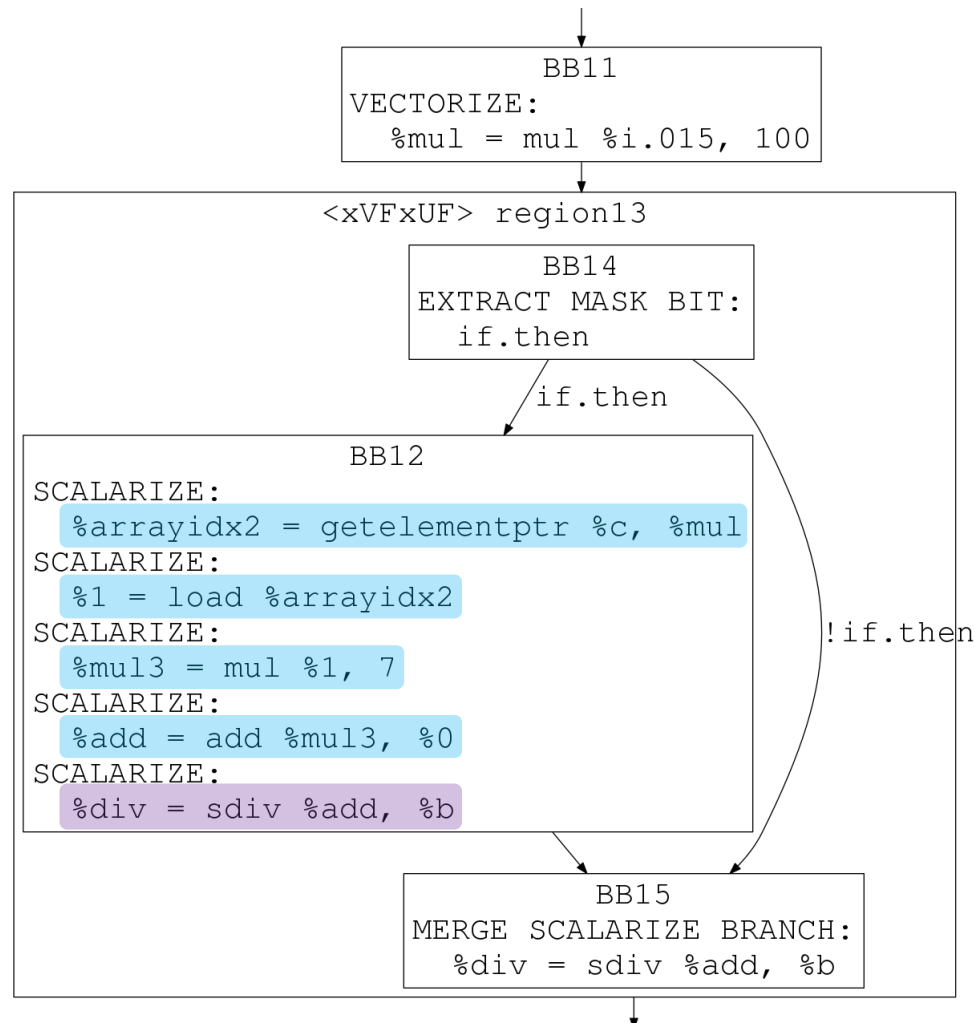 BB11
VECTORIZE:
%mul = mul %i.015, 100
<xVFxUF> region13
BB14
EXTRACT MASK BIT:
if.then
if.then
BB12
SCALARIZE:
%arrayidx2 = getelementptr %c, %mul
SCALARIZE:
%1 = load %arrayidx2
SCALARIZE:
%mul3 = mul %1, 7
SCALARIZE:
%add = add %mul3, %0
SCALARIZE:
%div = sdiv %add, %b
!if.then
BB15
MERGE SCALARIZE BRANCH:
%div = sdiv %add, %b